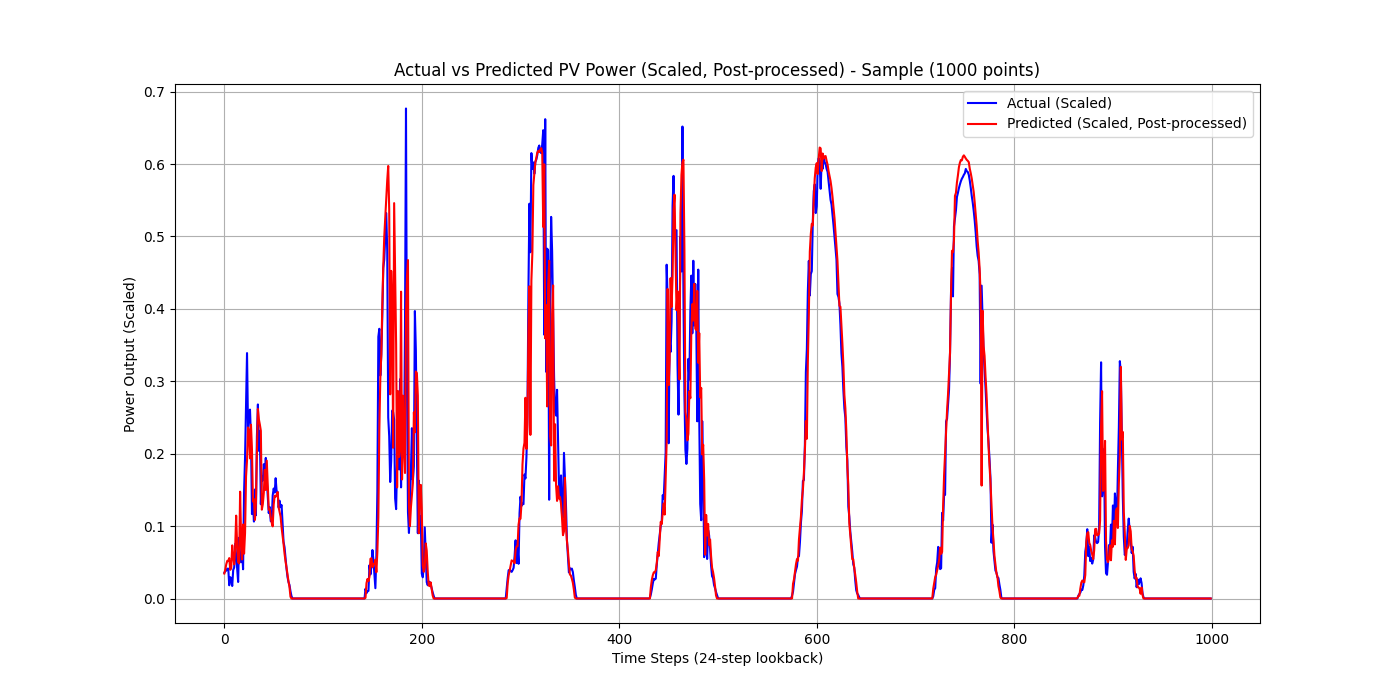 Actual vs Predicted PV Power (Scaled, Post-processed) - Sample (1000 points)
Actual (Scaled)
Predicted (Scaled, Post-processed)
Power Output (Scaled)
0.7
0.6
0.5
0.4
0.3
0.2
0.1
0.0
0 200 400 600 800 1000
Time Steps (24-step lookback)